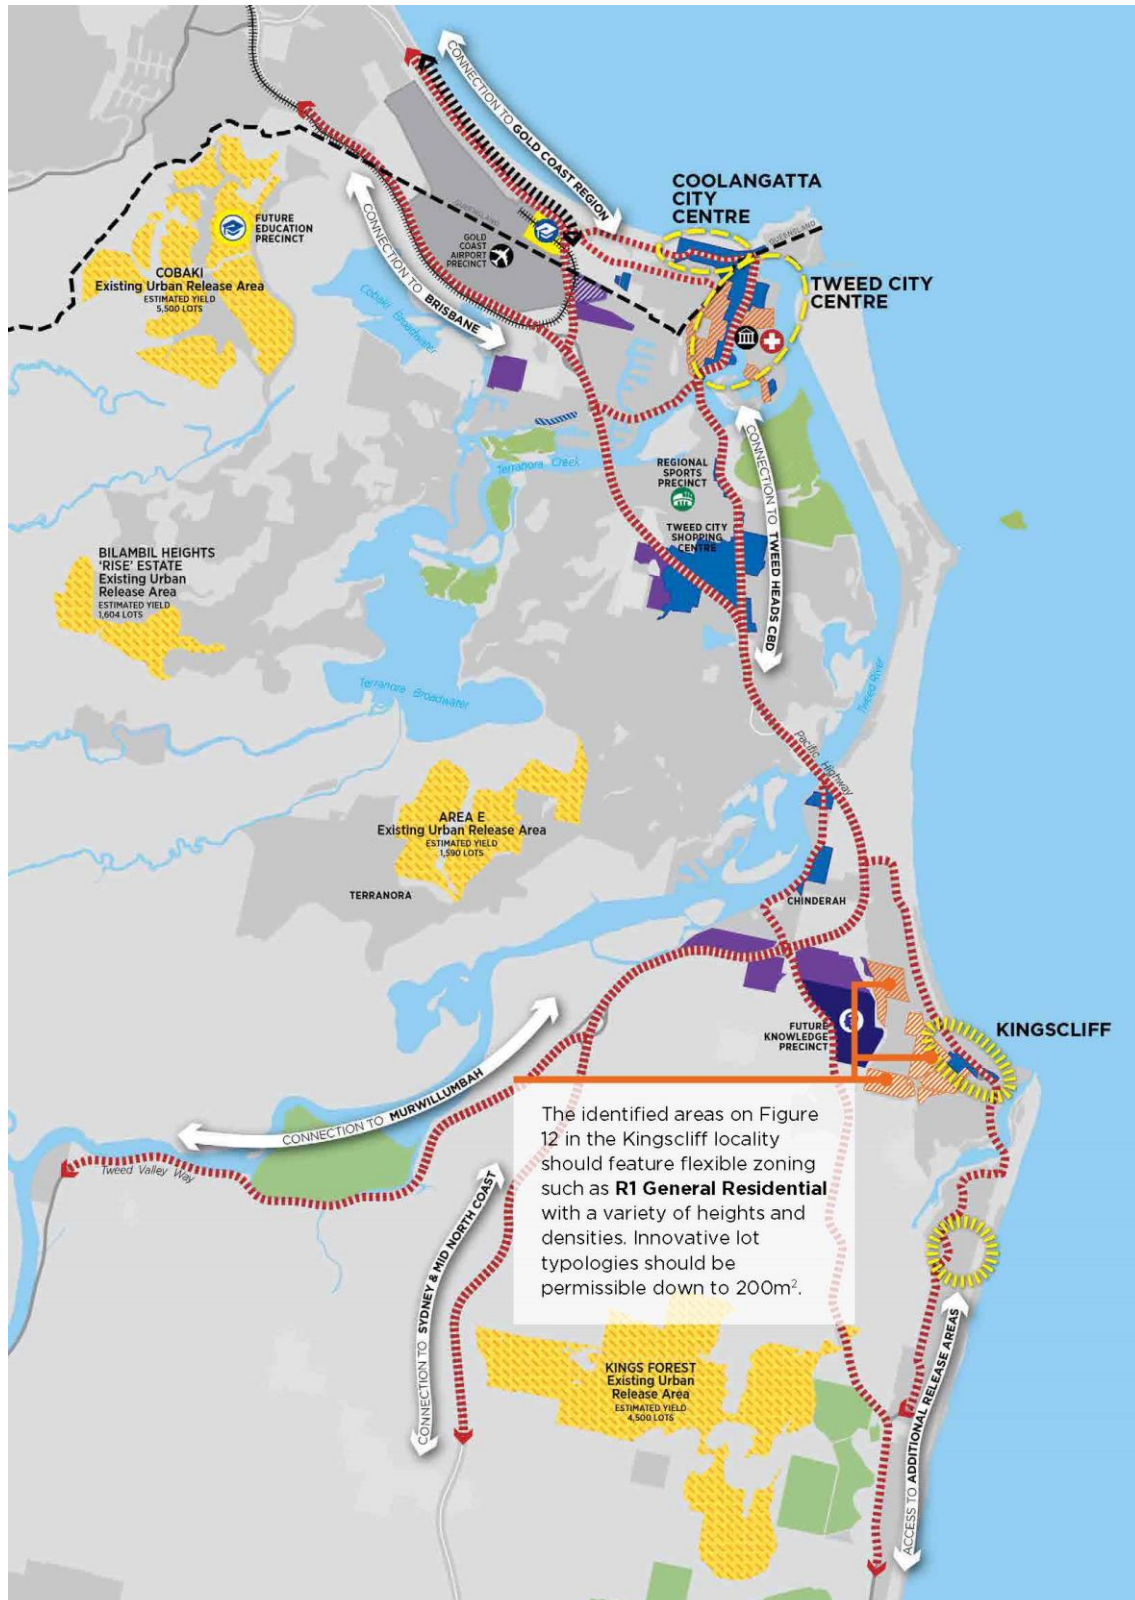 CONNECTION TO GOLD COAST REGION
COOLANGATTA
CITY
CENTRE
QUEENSLAND
TWEED CITY
CENTRE
FUTURE
EDUCATION
PRECINCT
QUEENSLAND
GOLD
COAST
AIRPORT
PRECINCT
CONNECTION TO BRISBANE
COBAKI
Existing Urban Release Area
ESTIMATED YIELD
5,500 LOTS
Cobaki Broadwater
Terranora Creek
REGIONAL
SPORTS
PRECINCT
TWEED CITY
SHOPPING
CENTRE
CONNECTION TO TWEED HEADS CBD
BILAMBIL HEIGHTS
'RISE' ESTATE
Existing Urban
Release Area
ESTIMATED YIELD
1,604 LOTS
Terranora Broadwater
Tweed River
Pacific Highway
AREA E
Existing Urban Release Area
ESTIMATED YIELD
1,590 LOTS
TERRANORA
CHINDERAH
FUTURE
KNOWLEDGE
PRECINCT
KINGSCLIFF
CONNECTION TO MURWILLUMBAH
Tweed Valley Way
The identified areas on Figure
12 in the Kingscliff locality
should feature flexible zoning
such as R1 General Residential
with a variety of heights and
densities. Innovative lot
typologies should be
permissible down to 200m².
CONNECTION TO SYDNEY & MID NORTH COAST
KINGS FOREST
Existing Urban
Release Area
ESTIMATED YIELD
4,500 LOTS
ACCESS TO ADDITIONAL RELEASE AREAS